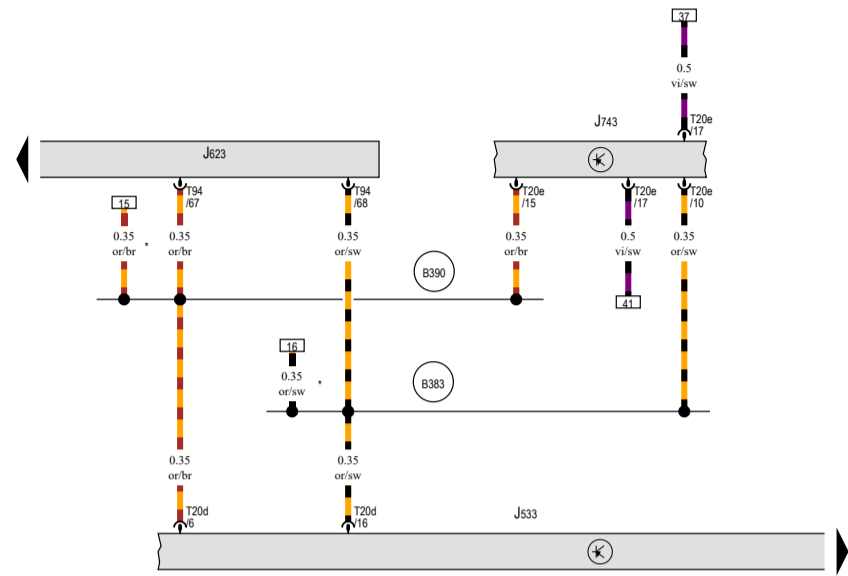 37
0.5
vi/sw
J743
T20e
/17
J623
T94
/67
T94
/68
T20e
/15
T20e
/17
T20e
/10
15
0.35
or/br
*
0.35
or/br
0.35
or/sw
0.35
or/br
0.5
vi/sw
0.35
or/sw
B390
41
16
0.35
or/sw
*
B383
0.35
or/br
0.35
or/sw
T20d
/6
T20d
/16
J533